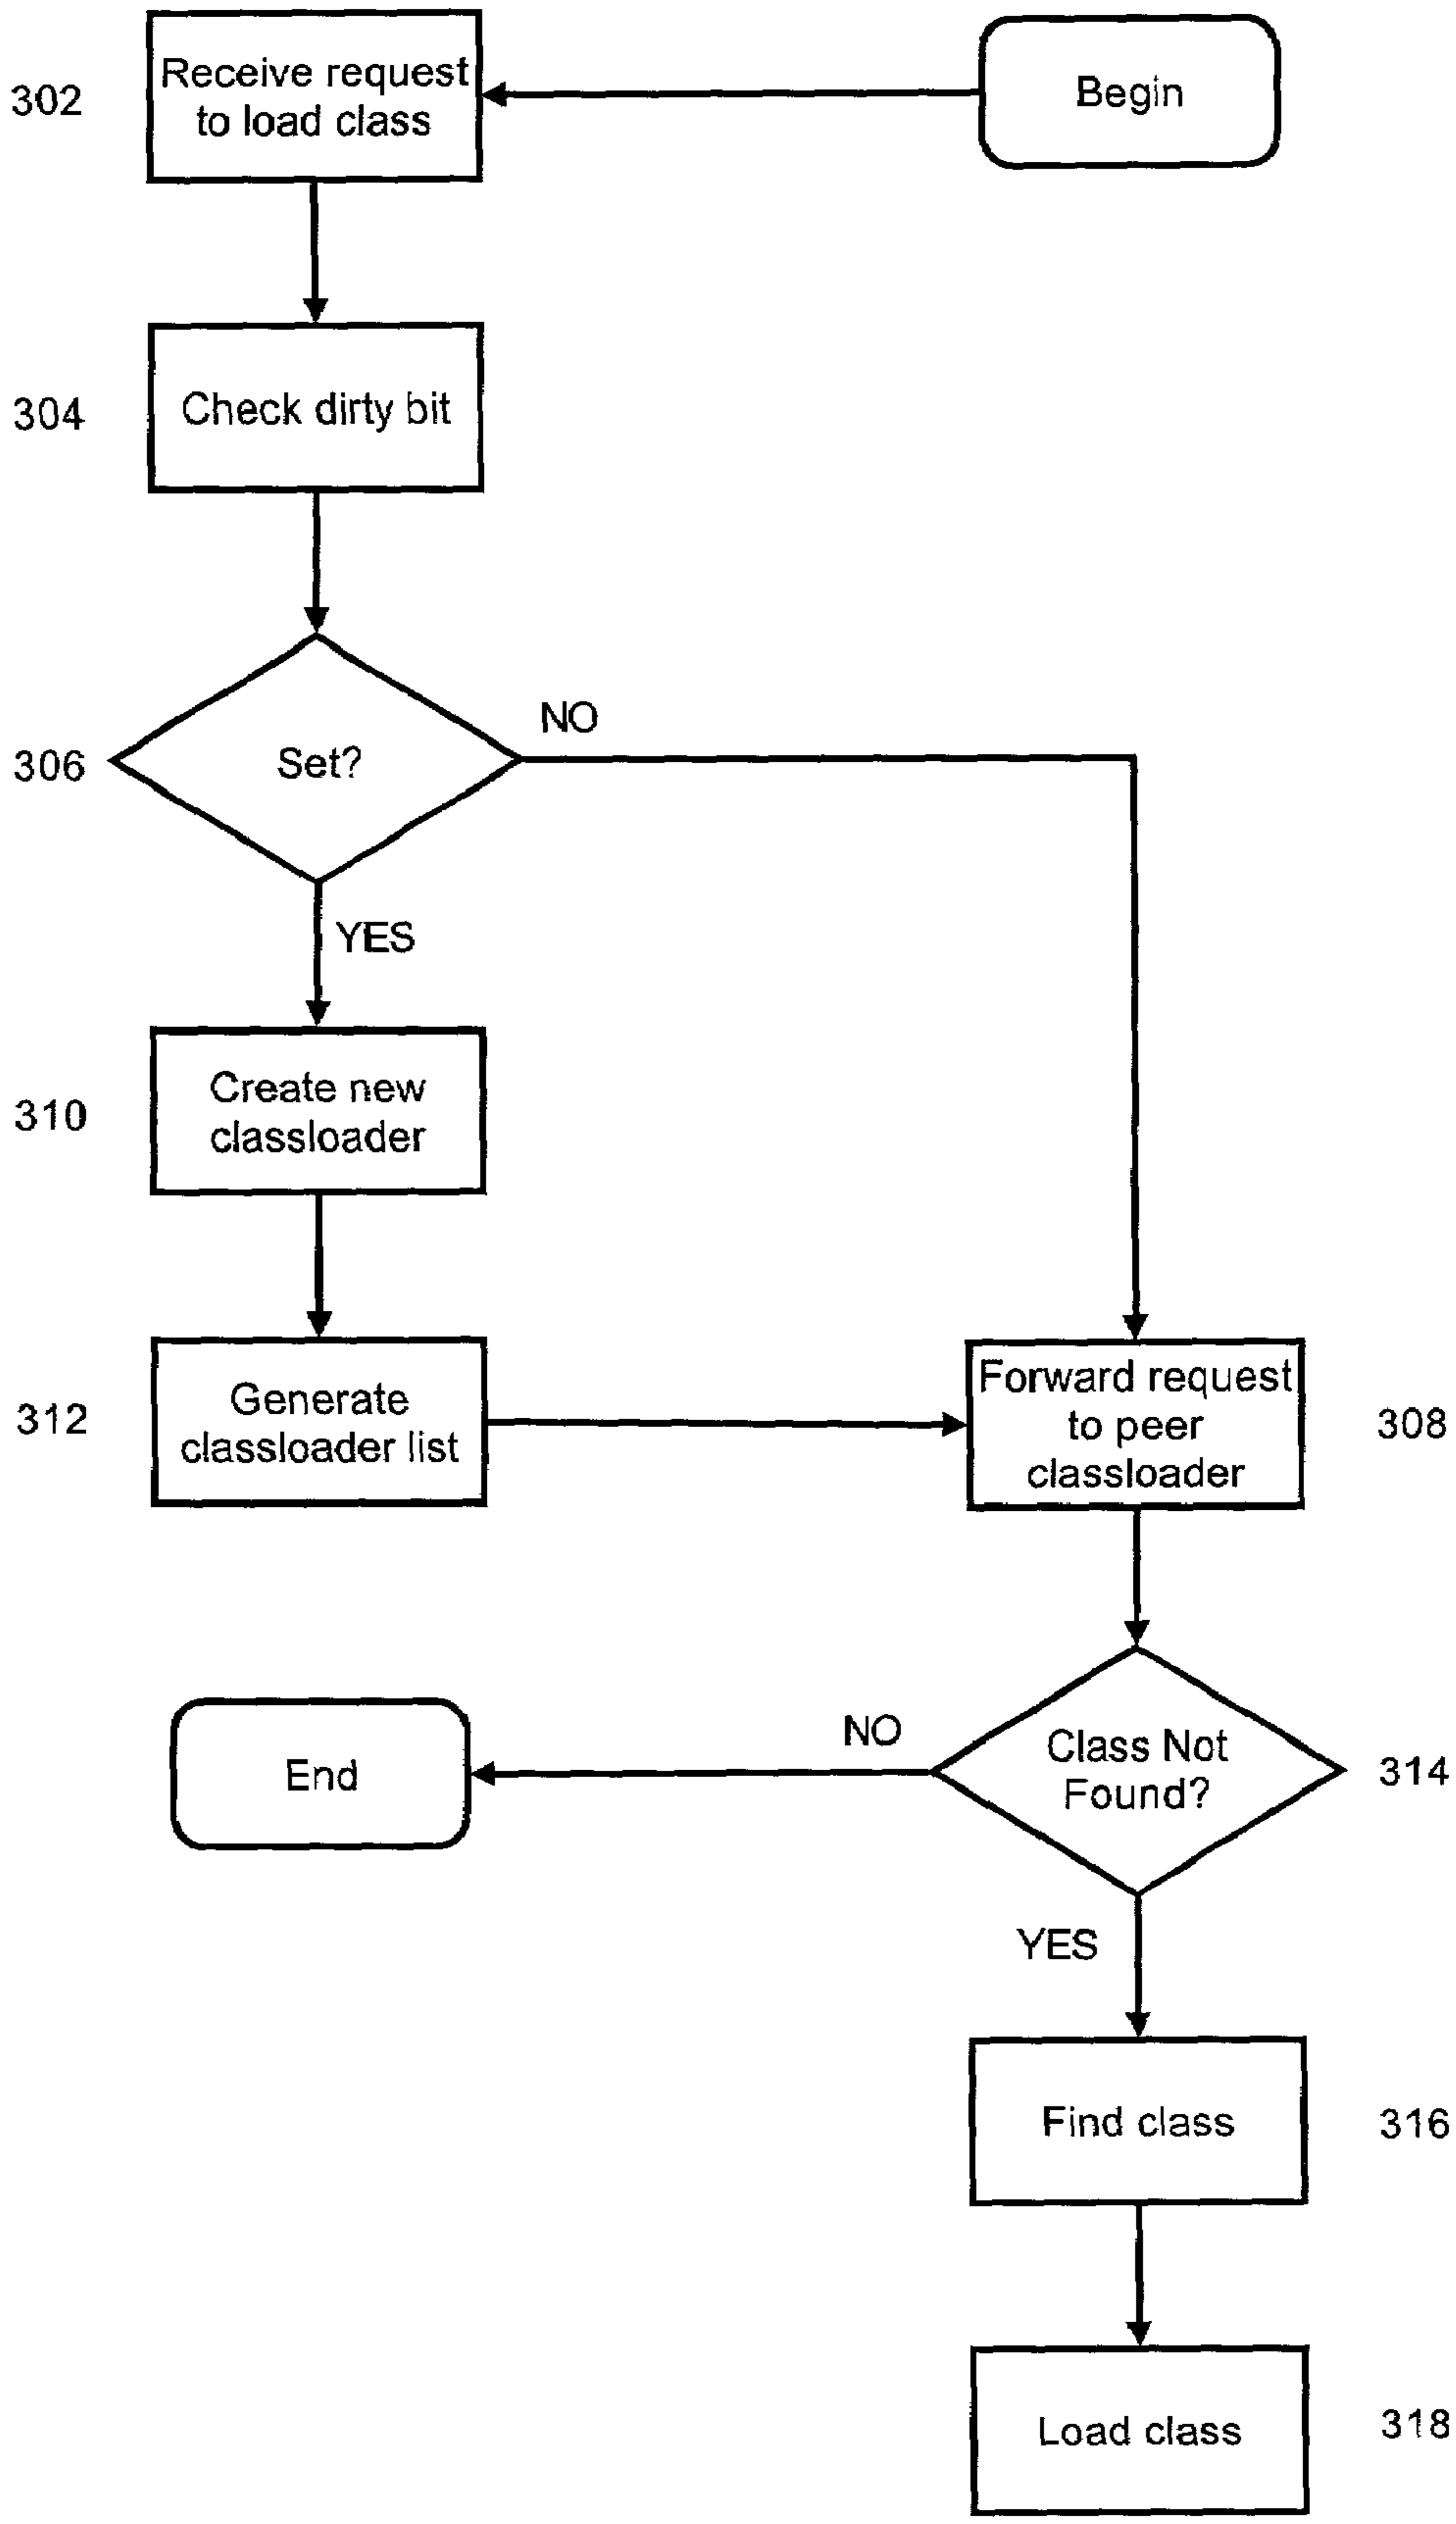 Begin
302
Receive request
to load class
304
Check dirty bit
306
Set?
NO
YES
310
Create new
classloader
312
Generate
classloader list
Forward request
to peer
classloader
308
Class Not
Found?
314
NO
End
YES
Find class
316
Load class
318